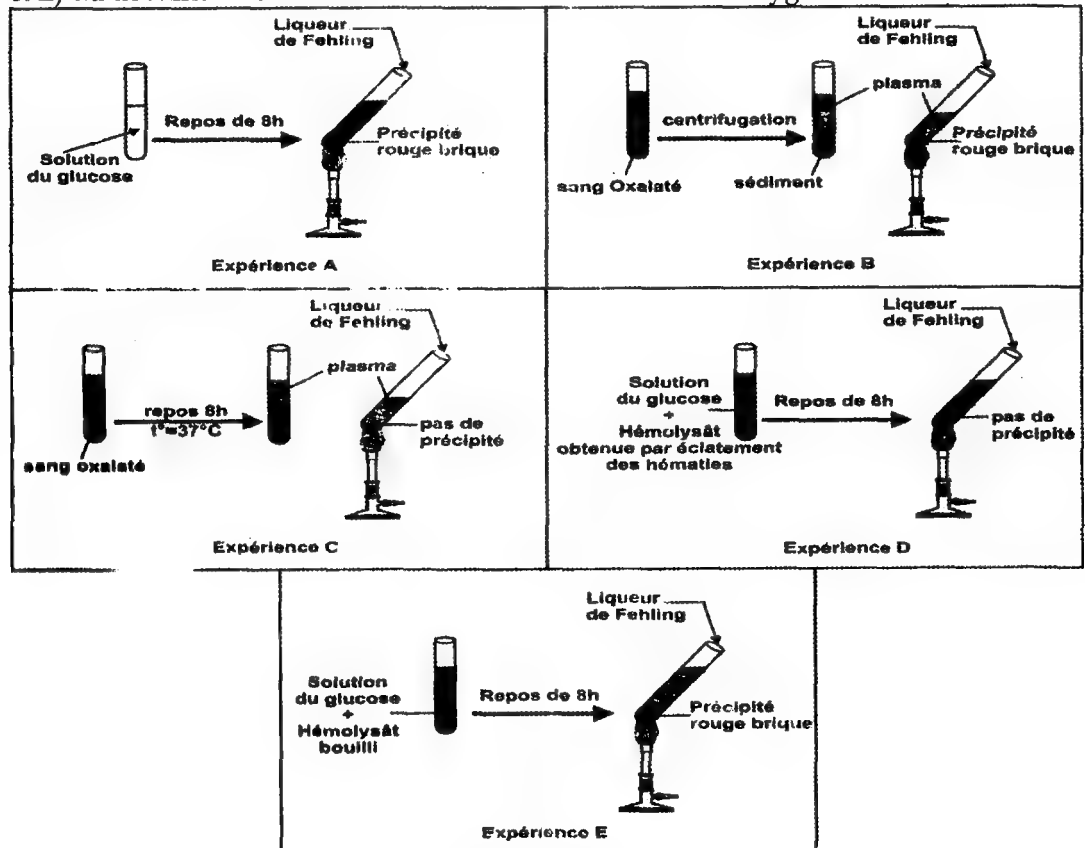 Liqueur
de Fehling
Solution
du glucose
Repos de 8h
Précipité
rouge brique
Expérience A
Liqueur
de Fehling
plasma
centrifugation
sang Oxalaté
sédiment
Précipité
rouge brique
Expérience B
Liqueur
de Fehling
plasma
repos 8h
t°=37°C
sang oxalaté
pas de
précipité
Expérience C
Liqueur
de Fehling
Solution
du glucose
+
Hémolysât
obtenue par éclatement
des hématies
Repos de 8h
pas de
précipité
Expérience D
Liqueur
de Fehling
Solution
du glucose
+
Hémolysât
bouilli
Repos de 8h
Précipité
rouge brique
Expérience E